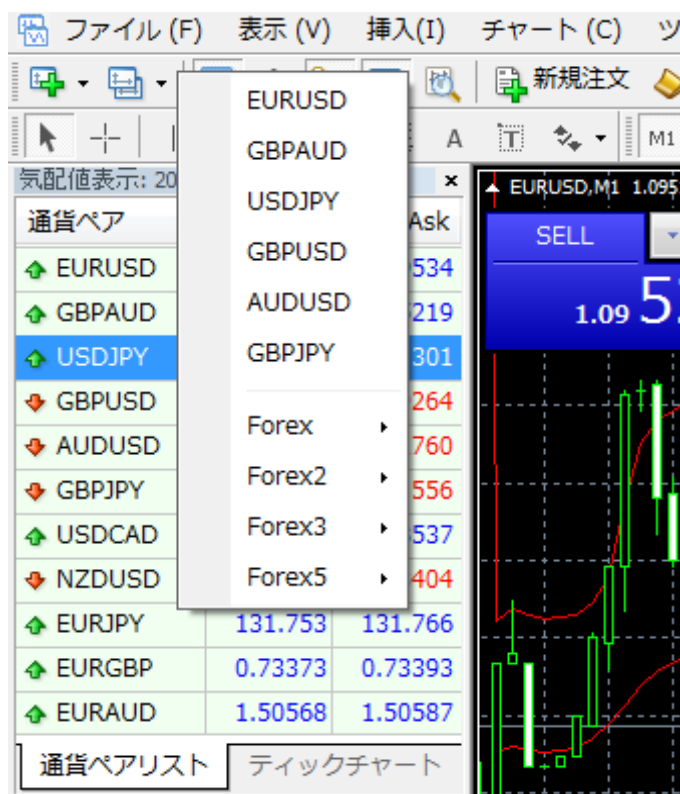 ファイル (F) 表示 (V) 挿入(I) チャート (C) ツ
新規注文
A T M1
気配値表示: 20
通貨ペア Ask
EURUSD 534
GBPAUD 219
USDJPY 301
GBPUSD 264
AUDUSD 760
GBPJPY 556
USDCAD 537
NZDUSD 404
EURJPY 131.753 131.766
EURGBP 0.73373 0.73393
EURAUD 1.50568 1.50587
通貨ペアリスト ティックチャート
EURUSD
GBPAUD
USDJPY
GBPUSD
AUDUSD
GBPJPY
Forex
Forex2
Forex3
Forex5
EURUSD,M1 1.095
SELL
1.09 5